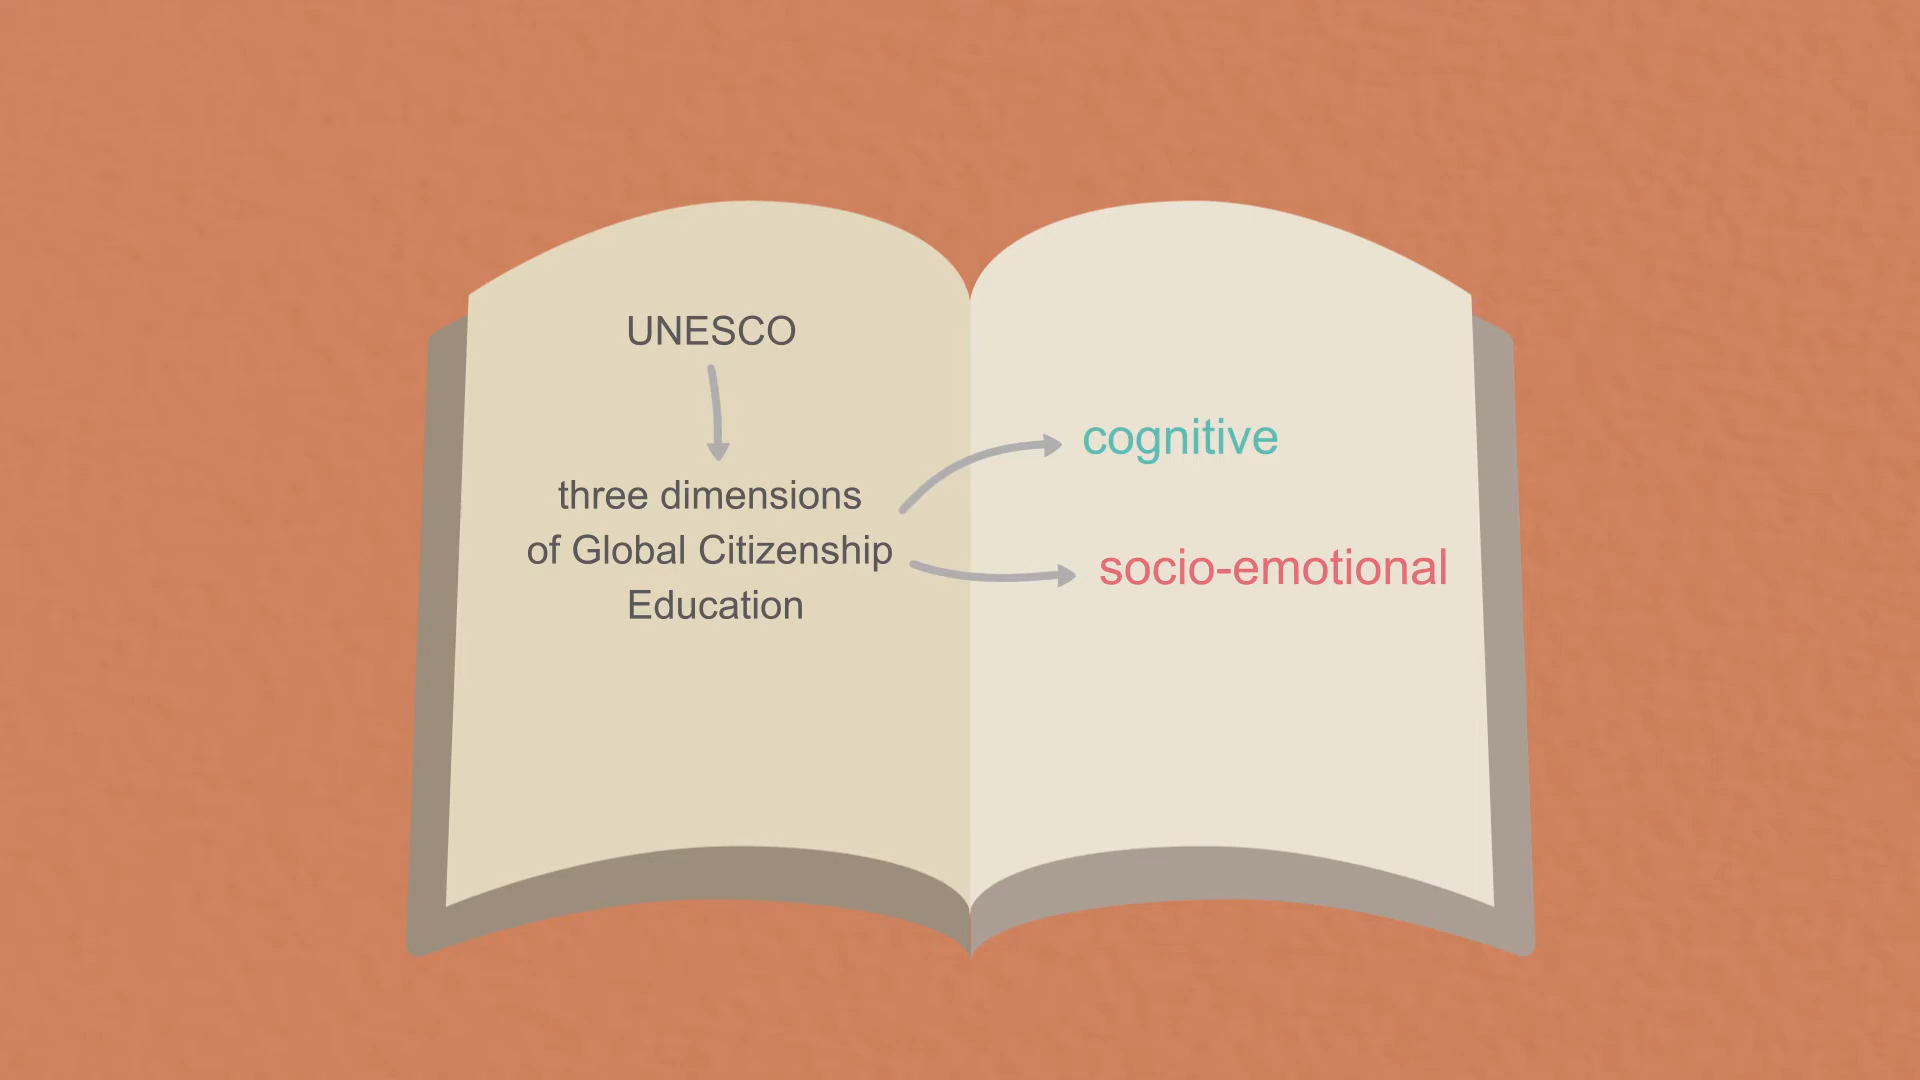 UNESCO
three dimensions
of Global Citizenship
Education
cognitive
socio-emotional